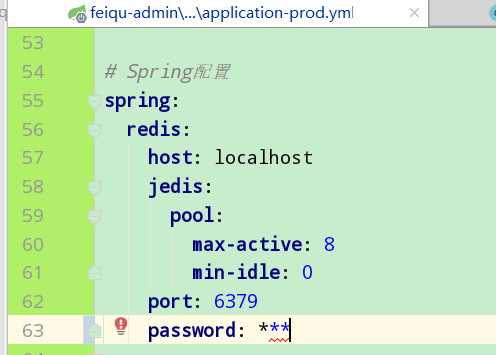 feiqu-admin\...\application-prod.yml
53
54 # Spring配置
55 spring:
56 redis:
57 host: localhost
58 jedis:
59 pool:
60 max-active: 8
61 min-idle: 0
62 port: 6379
63 password: ***